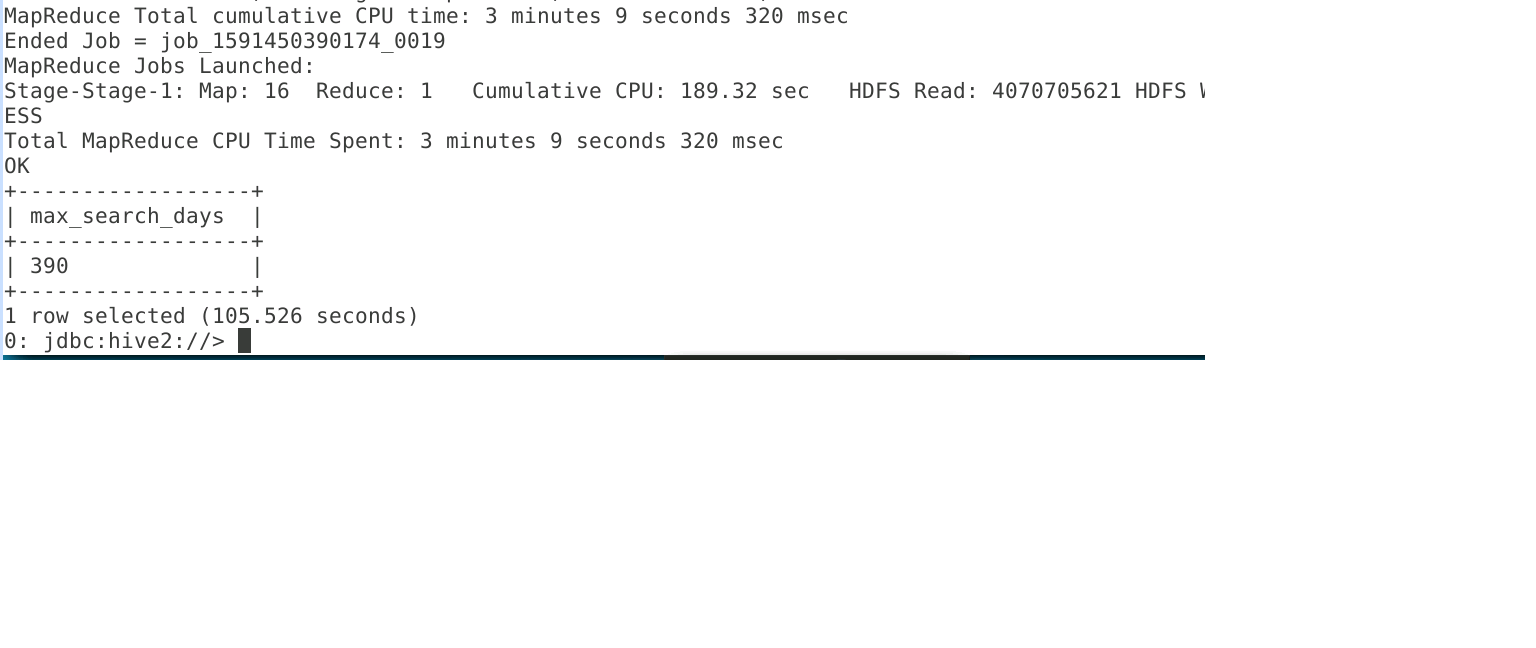 MapReduce Total cumulative CPU time: 3 minutes 9 seconds 320 msec
Ended Job = job_1591450390174_0019
MapReduce Jobs Launched:
Stage-Stage-1: Map: 16  Reduce: 1   Cumulative CPU: 189.32 sec   HDFS Read: 4070705621 HDFS
ESS
Total MapReduce CPU Time Spent: 3 minutes 9 seconds 320 msec
OK
+------------------+
| max_search_days  |
+------------------+
| 390              |
+------------------+
1 row selected (105.526 seconds)
0: jdbc:hive2://>